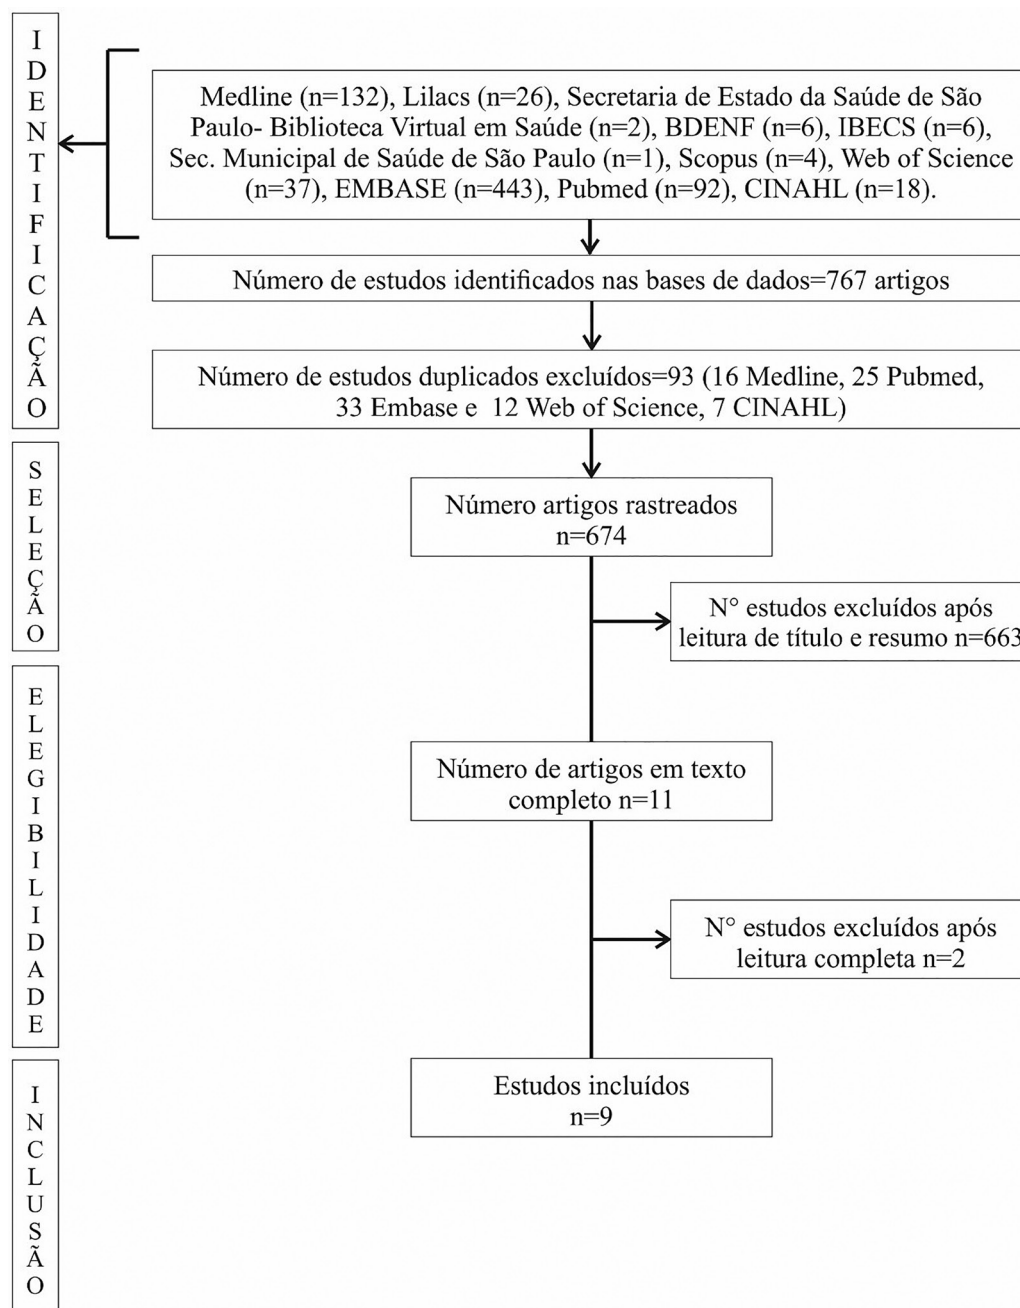 IDENTIFICAÇÃO
Medline (n=132), Lilacs (n=26), Secretaria de Estado da Saúde de São
Paulo- Biblioteca Virtual em Saúde (n=2), BDENF (n=6), IBECS (n=6),
Sec. Municipal de Saúde de São Paulo (n=1), Scopus (n=4), Web of Science
(n=37), EMBASE (n=443), Pubmed (n=92), CINAHL (n=18).
Número de estudos identificados nas bases de dados=767 artigos
Número de estudos duplicados excluídos=93 (16 Medline, 25 Pubmed,
33 Embase e 12 Web of Science, 7 CINAHL)
SELEÇÃO
Número artigos rastreados
n=674
N° estudos excluídos após
leitura de título e resumo n=663
ELEGIBILIDADE
Número de artigos em texto
completo n=11
N° estudos excluídos após
leitura completa n=2
INCLUSÃO
Estudos incluídos
n=9